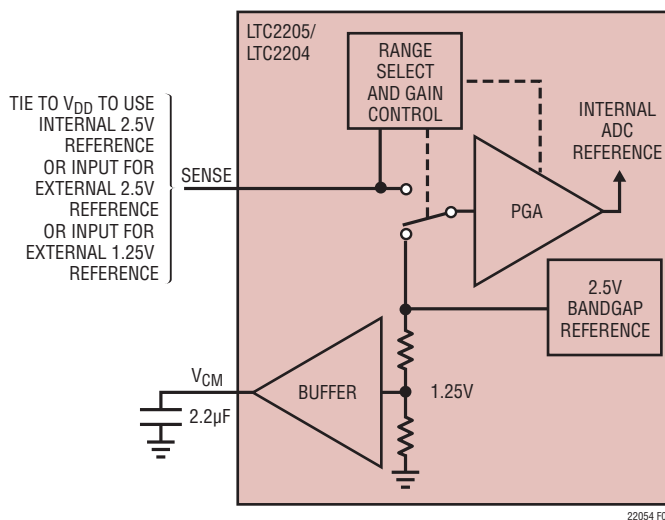 LTC2205/
LTC2204
RANGE
SELECT
AND GAIN
CONTROL
TIE TO VDD TO USE
INTERNAL 2.5V
REFERENCE
OR INPUT FOR
EXTERNAL 2.5V
REFERENCE
OR INPUT FOR
EXTERNAL 1.25V
REFERENCE
SENSE
INTERNAL
ADC
REFERENCE
PGA
2.5V
BANDGAP
REFERENCE
VCM
BUFFER
1.25V
2.2µF
22054 F0